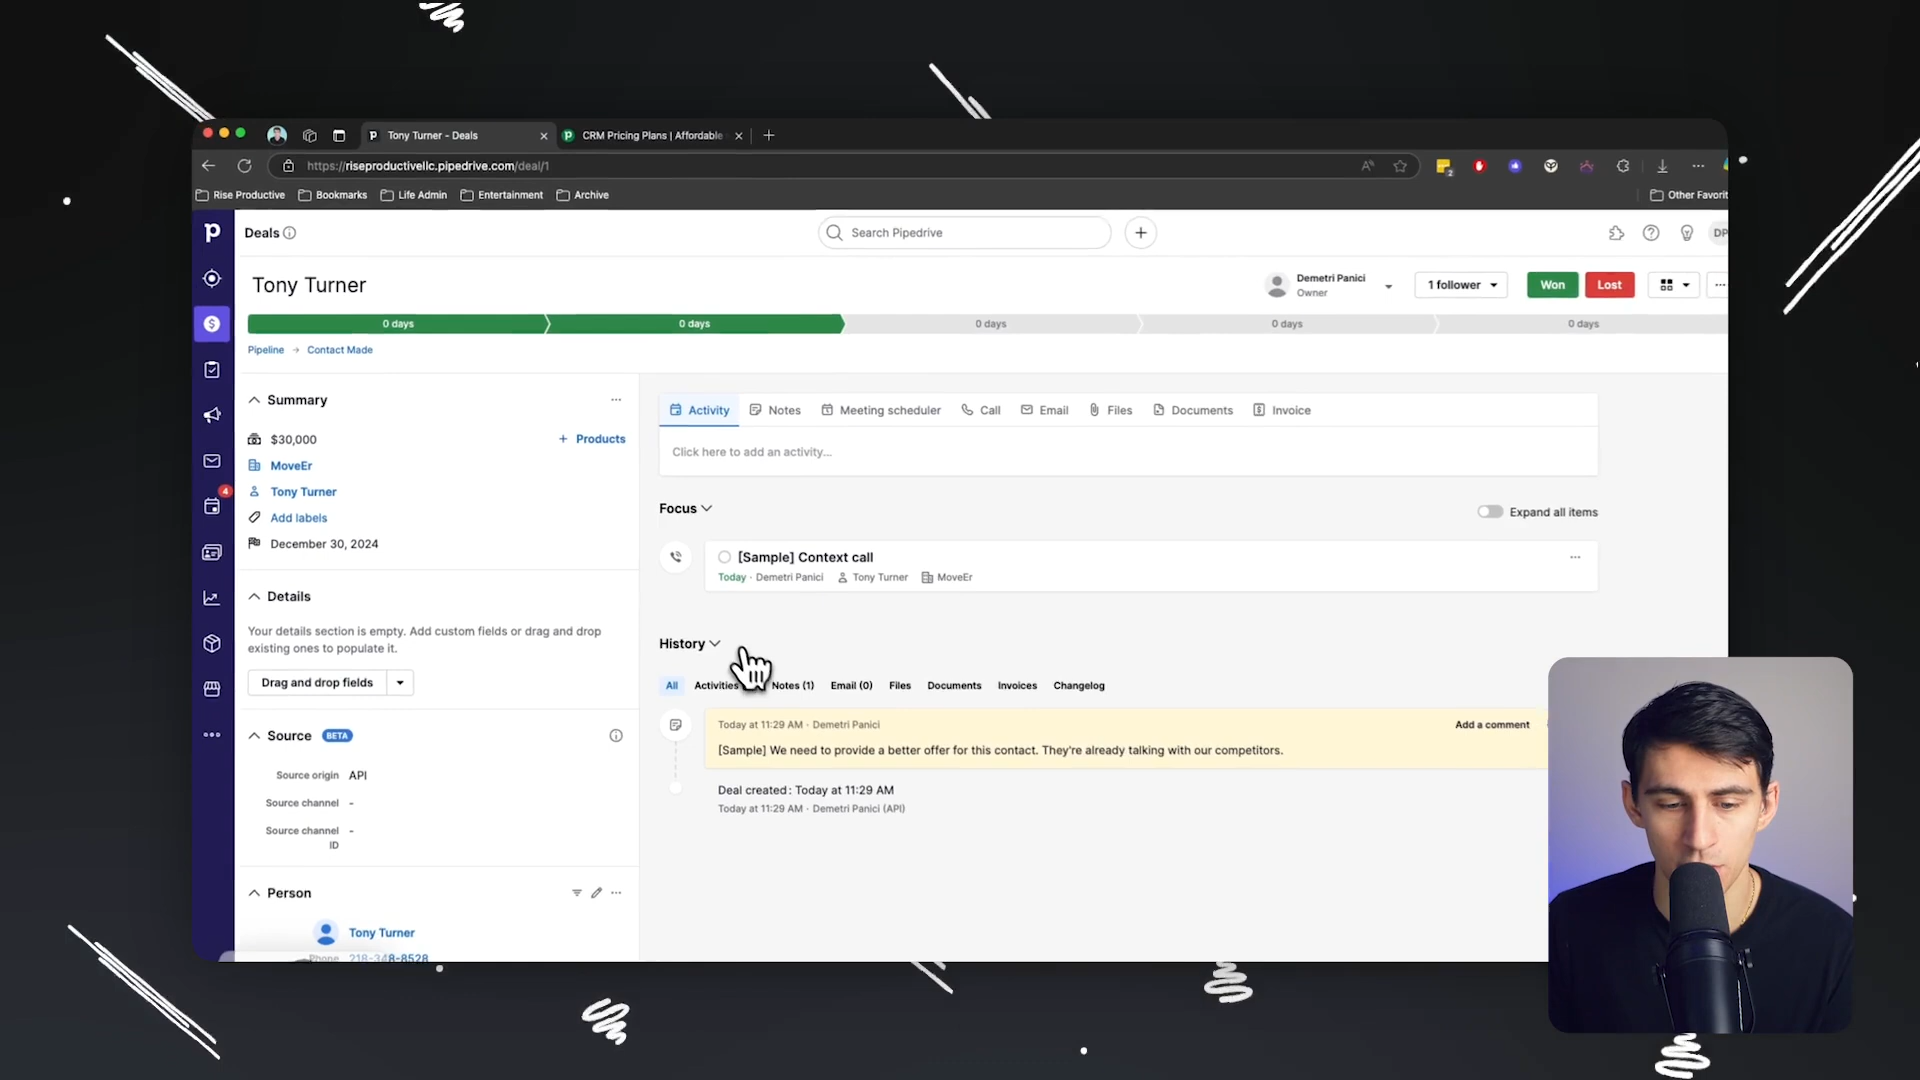 Tony Turner - Deals
CRM Pricing Plans | Affordable
https://riseproductivellc.pipedrive.com/deal/1
Rise Productive
Bookmarks
Life Admin
Entertainment
Archive
Other Favorit
Deals
Search Pipedrive
DP
Tony Turner
Demetri Panici
Owner
1 follower
Won
Lost
0 days
0 days
0 days
0 days
0 days
Pipeline → Contact Made
Summary
$30,000
+ Products
MoveEr
Tony Turner
Add labels
December 30, 2024
Details
Your details section is empty. Add custom fields or drag and drop
existing ones to populate it.
Drag and drop fields
Source BETA
Source origin API
Source channel -
Source channel -
ID
Person
Tony Turner
Phone 218-348-8528
Activity
Notes
Meeting scheduler
Call
Email
Files
Documents
Invoice
Click here to add an activity...
Focus
Expand all items
[Sample] Context call
Today · Demetri Panici Tony Turner MoveEr
4
History
All
Activities
Notes (1)
Email (0)
Files
Documents
Invoices
Changelog
Today at 11:29 AM · Demetri Panici
Add a comment
[Sample] We need to provide a better offer for this contact. They're already talking with our competitors.
Deal created: Today at 11:29 AM
Today at 11:29 AM · Demetri Panici (API)